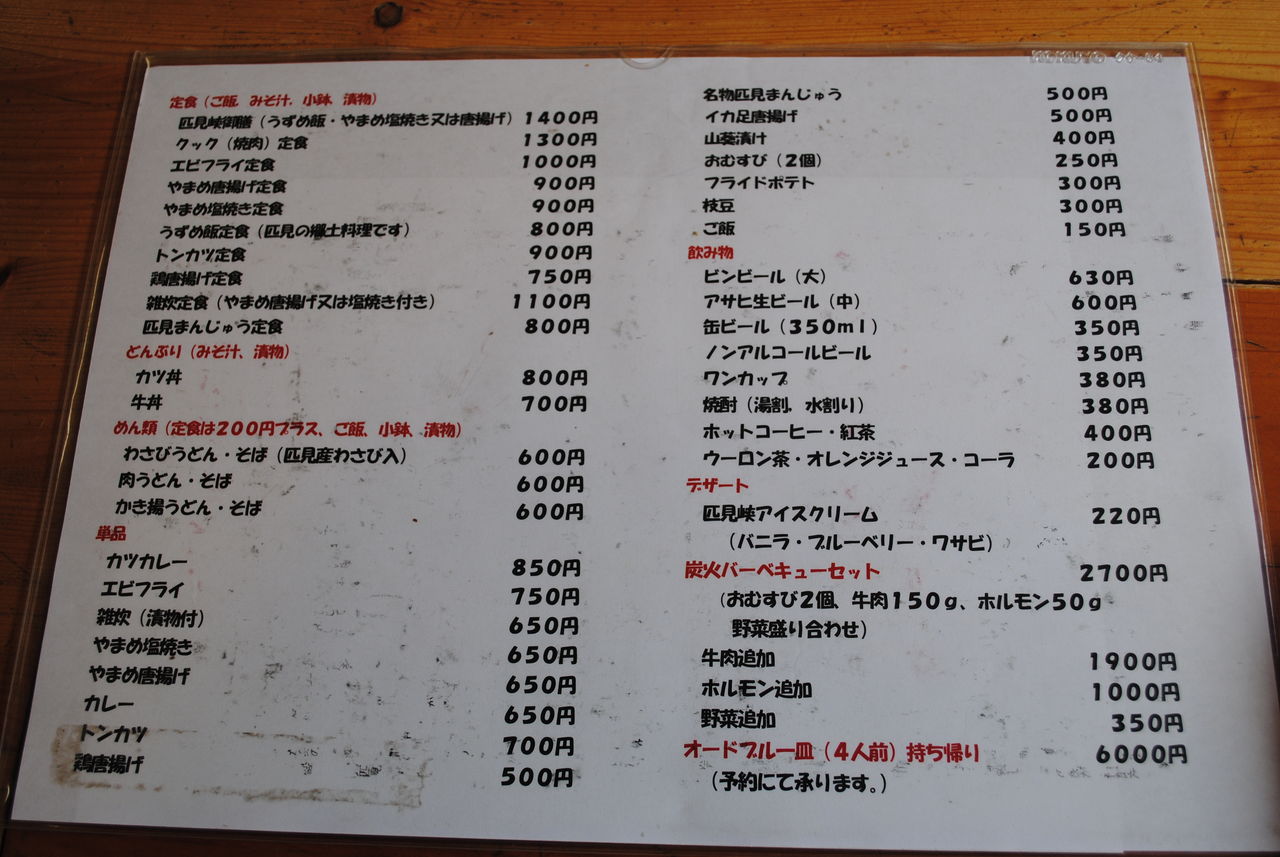 定食（ご飯、みそ汁、小鉢、漬物）
匹見峡御膳（うずめ飯・やまめ塩焼き又は唐揚げ） 1400円
クック（焼肉）定食 1300円
エビフライ定食 1000円
やまめ唐揚げ定食 900円
やまめ塩焼き定食 900円
うずめ飯定食（匹見の郷土料理です） 800円
トンカツ定食 900円
鶏唐揚げ定食 750円
雑炊定食（やまめ唐揚げ又は塩焼き付き） 1100円
匹見まんじゅう定食 800円
どんぶり（みそ汁、漬物）
カツ丼 800円
牛丼 700円
めん類（定食は200円プラス、ご飯、小鉢、漬物）
わさびうどん・そば（匹見産わさび入） 600円
肉うどん・そば 600円
かき揚うどん・そば 600円
単品
カツカレー 850円
エビフライ 750円
雑炊（漬物付） 650円
やまめ塩焼き 650円
やまめ唐揚げ 650円
カレー 650円
トンカツ 700円
鶏唐揚げ 500円
名物匹見まんじゅう 500円
イカ足唐揚げ 500円
山葵漬け 400円
おむすび（2個） 250円
フライドポテト 300円
枝豆 300円
ご飯 150円
飲み物
ビンビール（大） 630円
アサヒ生ビール（中） 600円
缶ビール（350ml） 350円
ノンアルコールビール 350円
ワンカップ 380円
焼酎（湯割、水割り） 380円
ホットコーヒー・紅茶 400円
ウーロン茶・オレンジジュース・コーラ 200円
デザート
匹見峡アイスクリーム 220円
（バニラ・ブルーベリー・ワサビ）
炭火バーベキューセット 2700円
（おむすび2個、牛肉150g、ホルモン50g
野菜盛り合わせ）
牛肉追加 1900円
ホルモン追加 1000円
野菜追加 350円
オードブル一皿（4人前）持ち帰り 6000円
（予約にて承ります。）